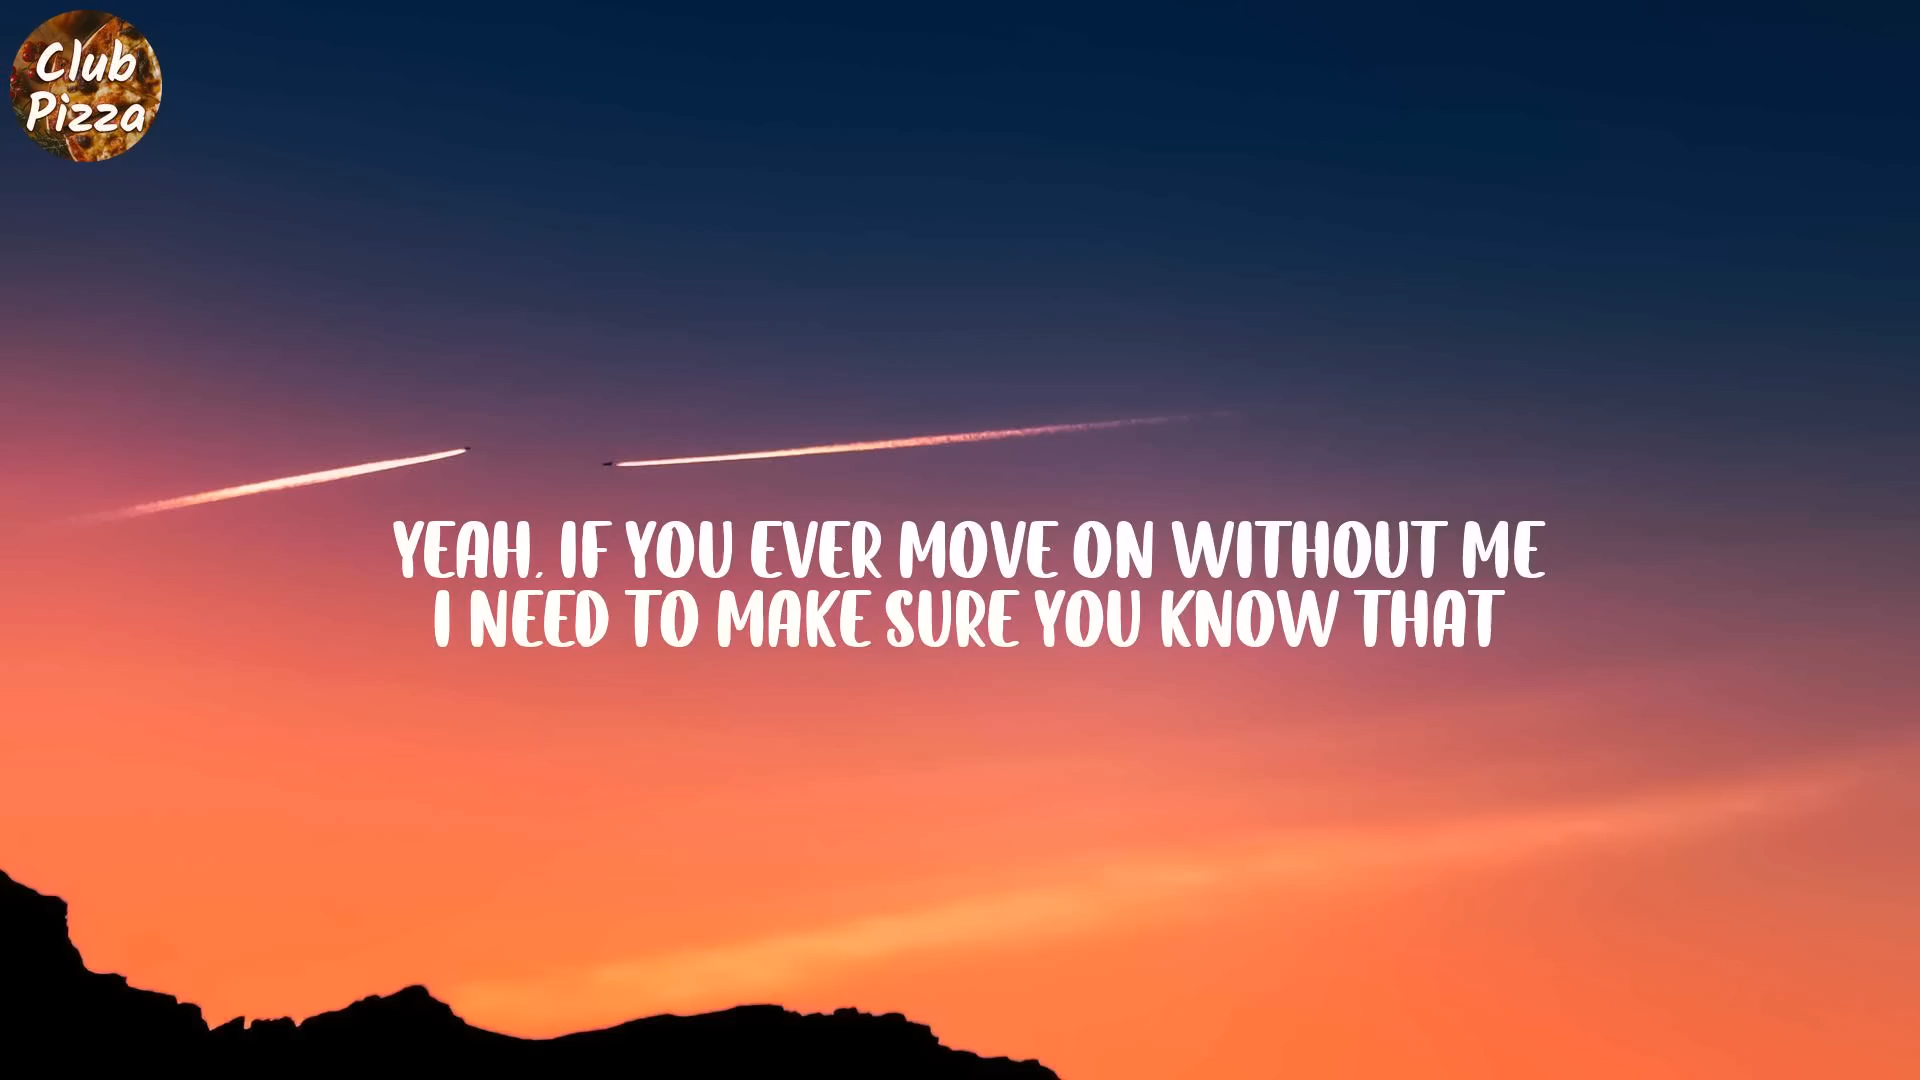 Club
Pizza
YEAH, IF YOU EVER MOVE ON WITHOUT ME
I NEED TO MAKE SURE YOU KNOW THAT